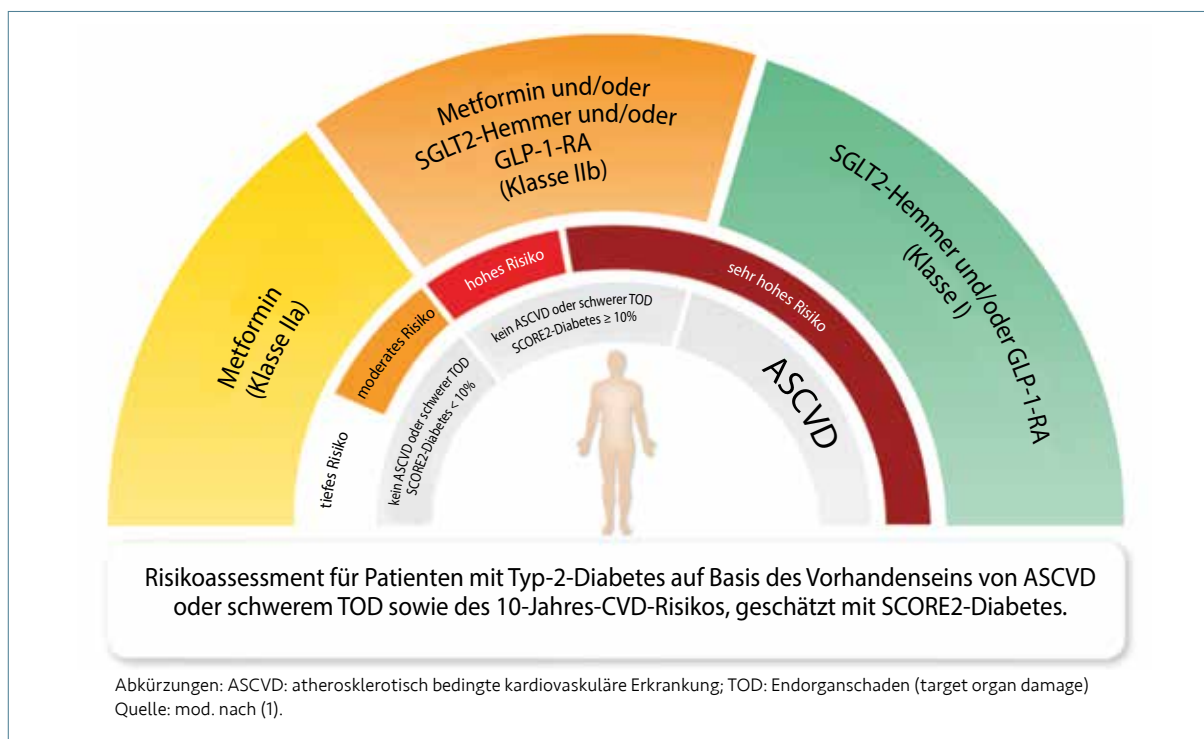 Metformin und/oder
SGLT2-Hemmer und/oder
GLP-1-RA
(Klasse IIb)
SGLT2-Hemmer und/oder GLP-1-RA
(Klasse I)
Metformin
(Klasse IIa)
hohes Risiko
sehr hohes Risiko
moderates Risiko
tiefes Risiko
kein ASCVD oder schwerer TOD
SCORE2-Diabetes ≥ 10%
kein ASCVD oder schwerer TOD
SCORE2-Diabetes < 10%
ASCVD
Risikoassessment für Patienten mit Typ-2-Diabetes auf Basis des Vorhandenseins von ASCVD
oder schwerem TOD sowie des 10-Jahres-CVD-Risikos, geschätzt mit SCORE2-Diabetes.
Abkürzungen: ASCVD: atherosklerotisch bedingte kardiovaskuläre Erkrankung; TOD: Endorganschaden (target organ damage)
Quelle: mod. nach (1).